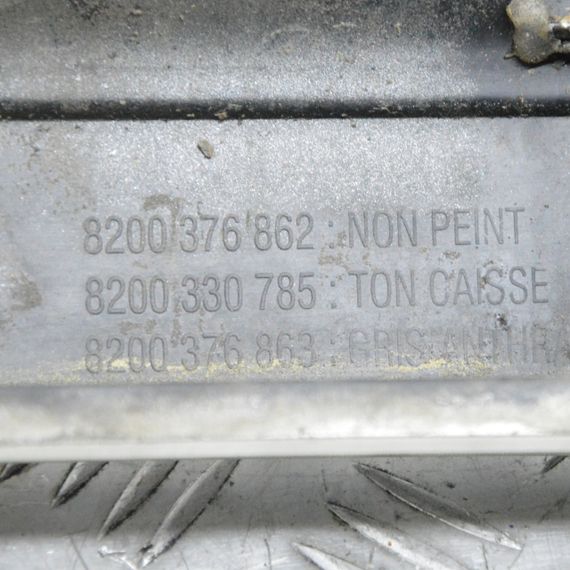 8200 376 862 : NON PEINT
8200 330 785 : TON CAISSE
8200 376 863 : GRIS ANTHRA